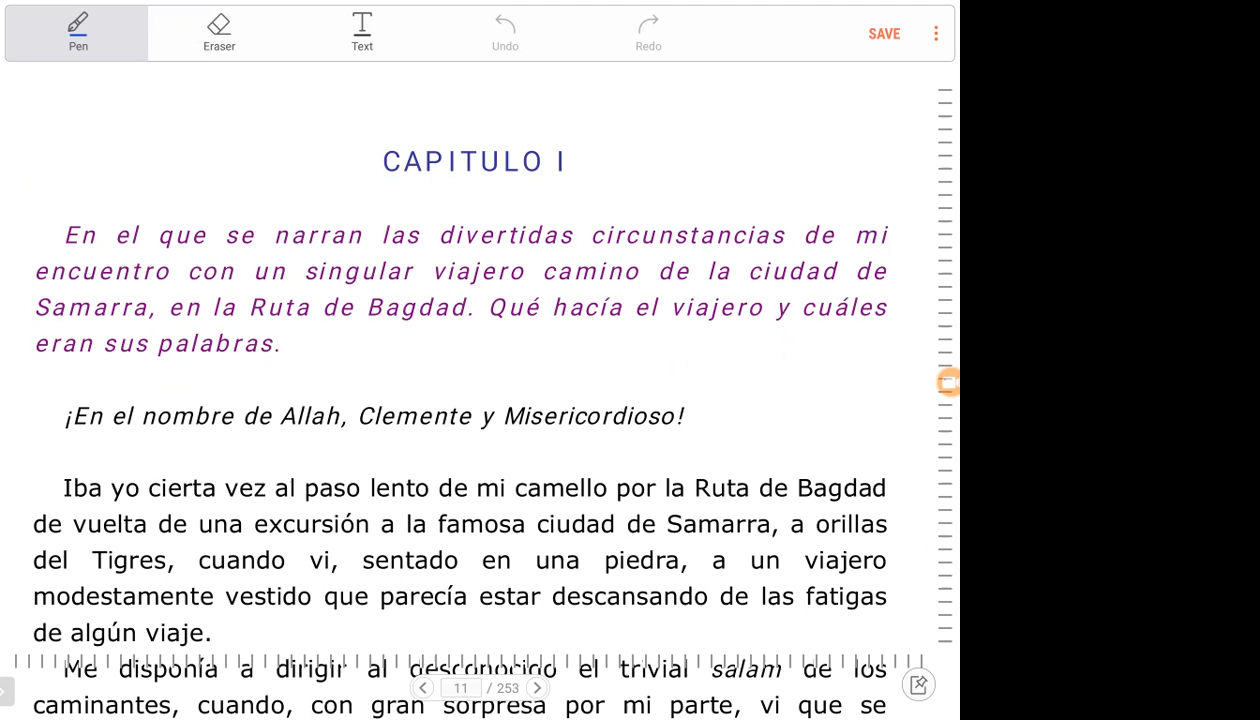 Pen
Eraser
Text
Undo
Redo
SAVE
CAPITULO I
En el que se narran las divertidas circunstancias de mi
encuentro con un singular viajero camino de la ciudad de
Samarra, en la Ruta de Bagdad. Qué hacía el viajero y cuáles
eran sus palabras.
¡En el nombre de Allah, Clemente y Misericordioso!
Iba yo cierta vez al paso lento de mi camello por la Ruta de Bagdad
de vuelta de una excursión a la famosa ciudad de Samarra, a orillas
del Tigres, cuando vi, sentado en una piedra, a un viajero
modestamente vestido que parecía estar descansando de las fatigas
de algún viaje.
Me disponía a dirigir al desconocido el trivial salam de los
11 / 253
caminantes, cuando, con gran sorpresa por mi parte, vi que se